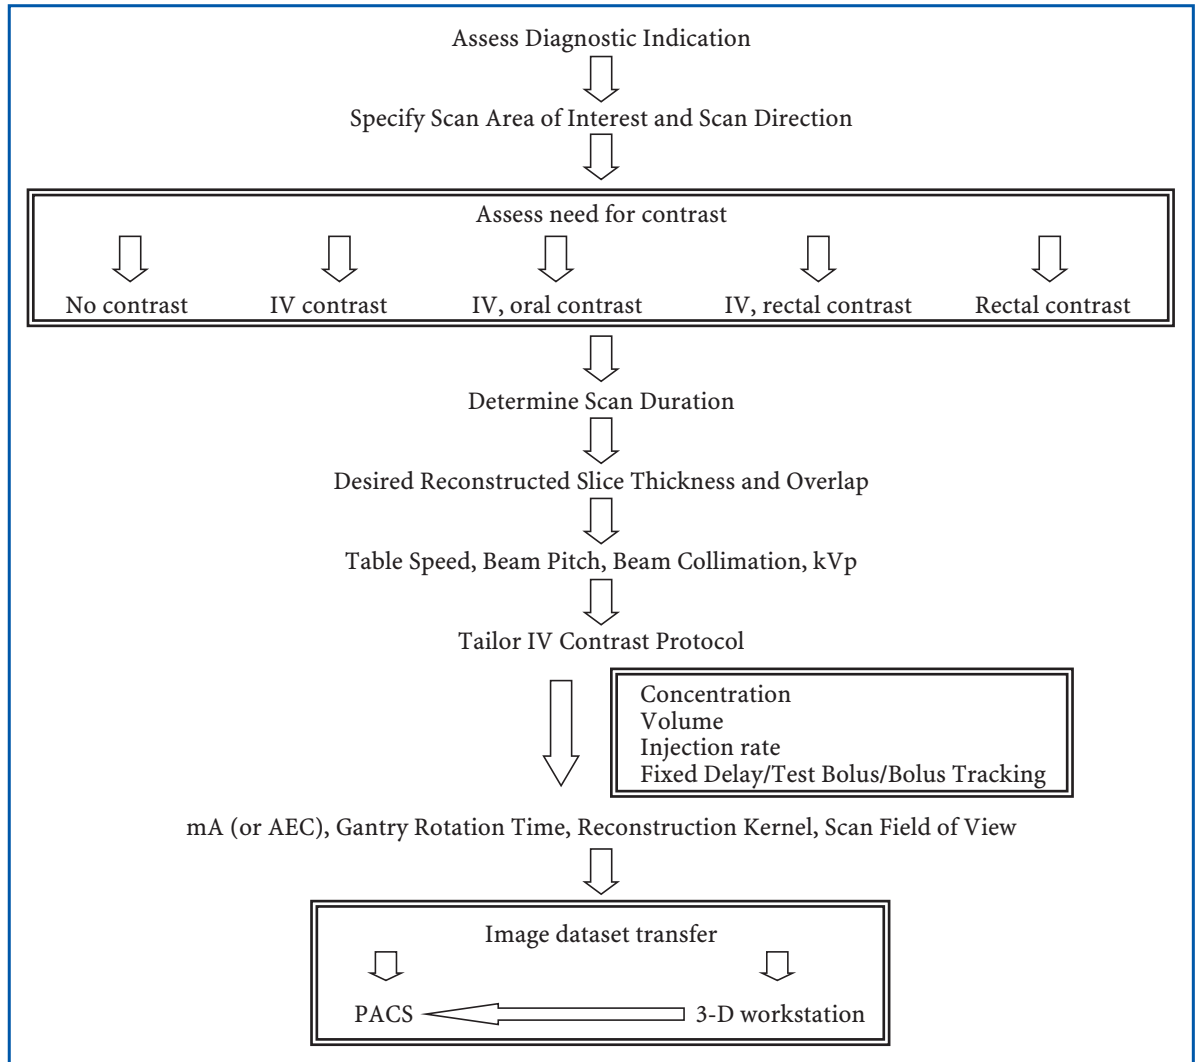 Assess Diagnostic Indication
Specify Scan Area of Interest and Scan Direction
Assess need for contrast
No contrast IV contrast IV, oral contrast IV, rectal contrast Rectal contrast
Determine Scan Duration
Desired Reconstructed Slice Thickness and Overlap
Table Speed, Beam Pitch, Beam Collimation, kVp
Tailor IV Contrast Protocol
Concentration
Volume
Injection rate
Fixed Delay/Test Bolus/Bolus Tracking
mA (or AEC), Gantry Rotation Time, Reconstruction Kernel, Scan Field of View
Image dataset transfer
PACS 3-D workstation